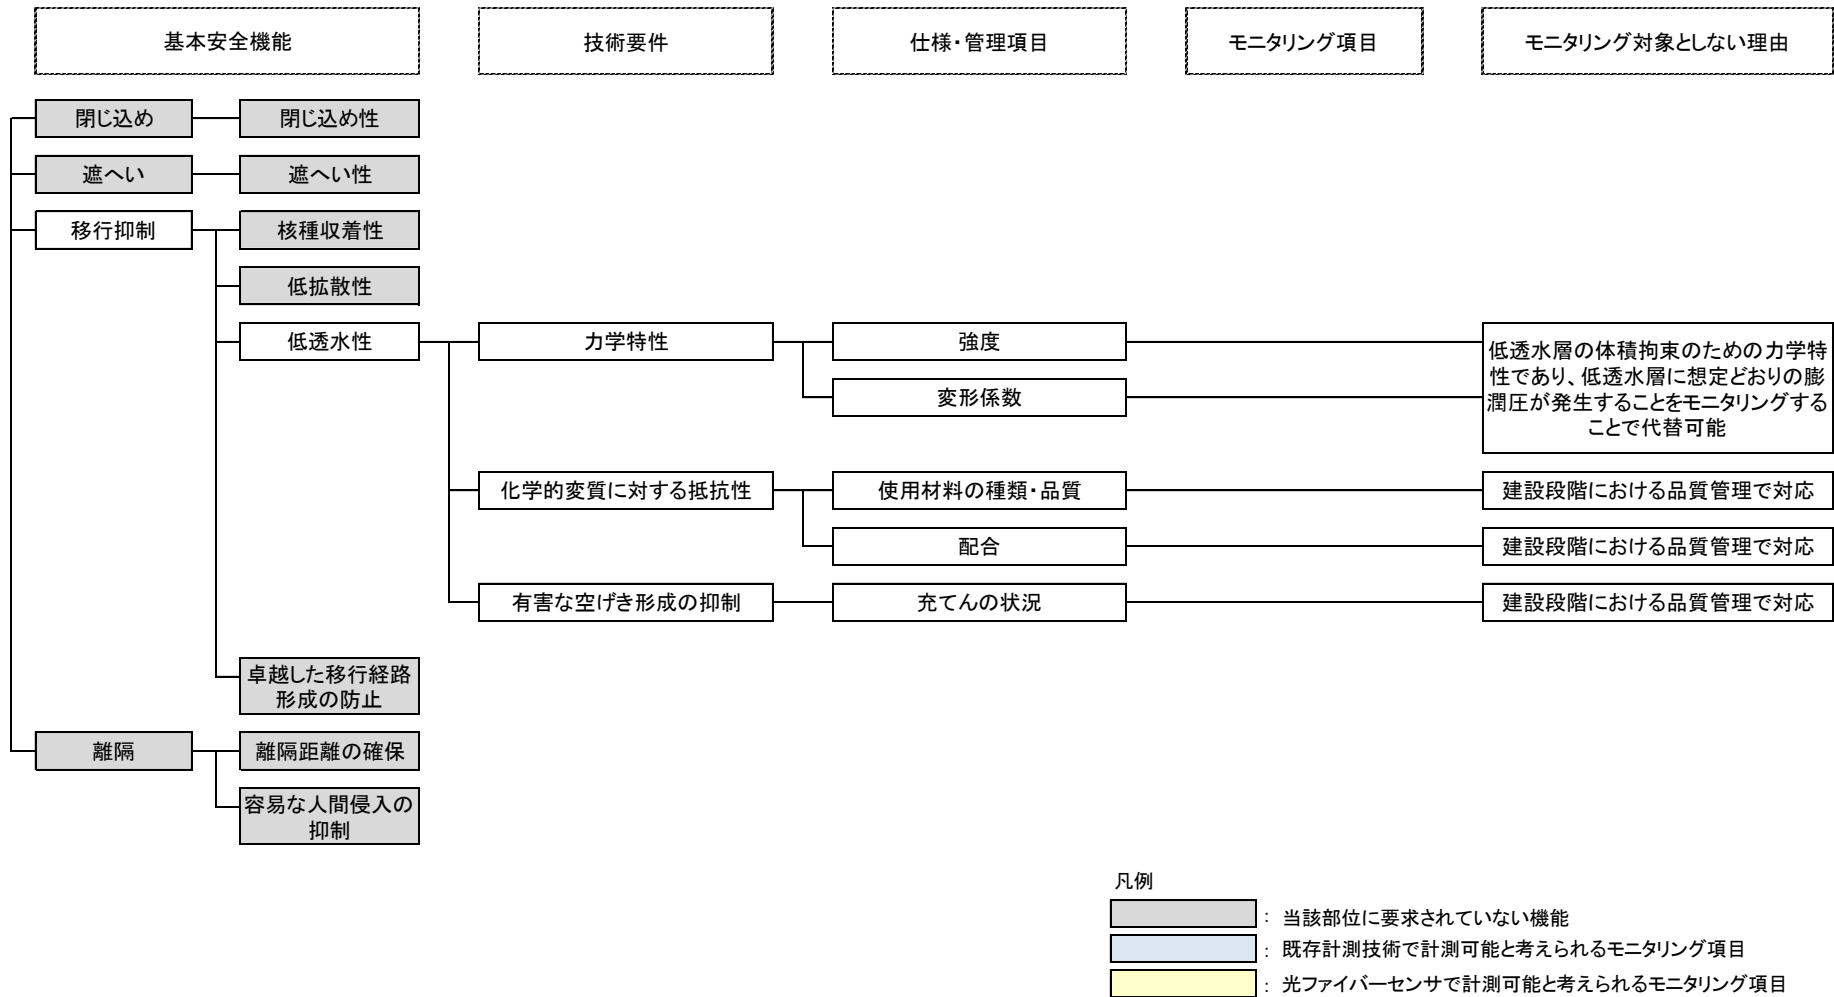 基本安全機能
技術要件
仕様・管理項目
モニタリング項目
モニタリング対象としない理由
閉じ込め
閉じ込め性
遮へい
遮へい性
移行抑制
核種収着性
低拡散性
低透水性
力学特性
強度
低透水層の体積拘束のための力学特
性であり、低透水層に想定どおりの膨
潤圧が発生することをモニタリングする
ことで代替可能
変形係数
化学的変質に対する抵抗性
使用材料の種類・品質
建設段階における品質管理で対応
配合
建設段階における品質管理で対応
有害な空げき形成の抑制
充てんの状況
建設段階における品質管理で対応
卓越した移行経路
形成の防止
離隔
離隔距離の確保
容易な人間侵入の
抑制
凡例
： 当該部位に要求されていない機能
： 既存計測技術で計測可能と考えられるモニタリング項目
： 光ファイバーセンサで計測可能と考えられるモニタリング項目